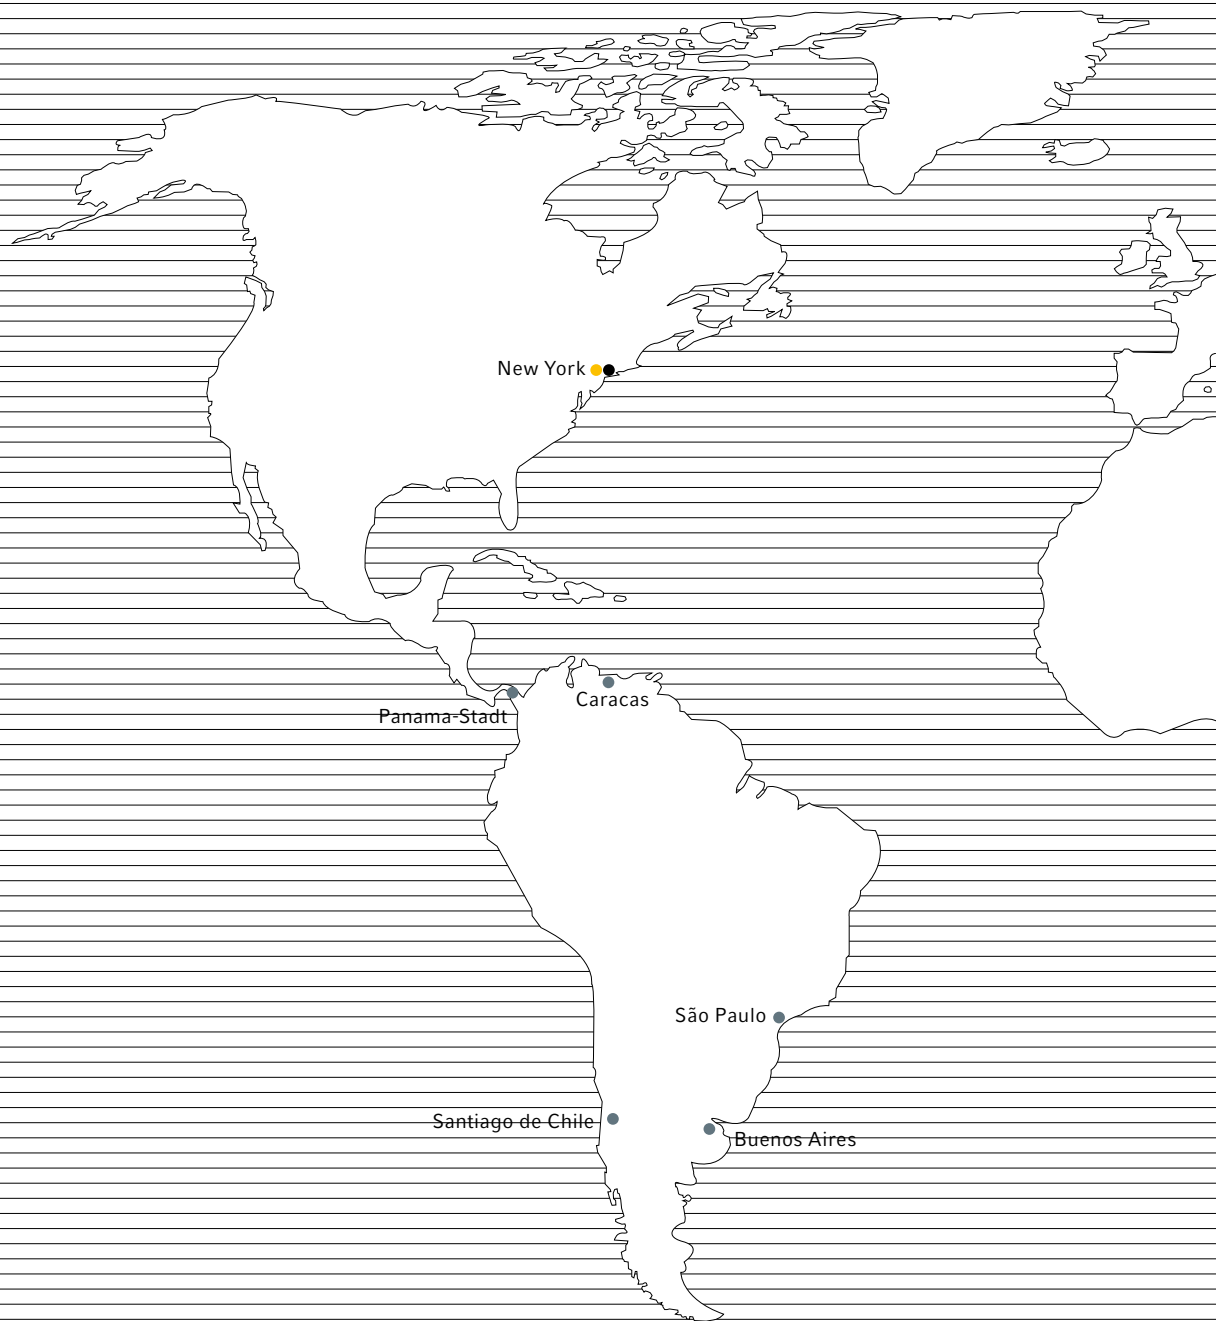 New York
Caracas
Panama-Stadt
São Paulo
Santiago de Chile
Buenos Aires